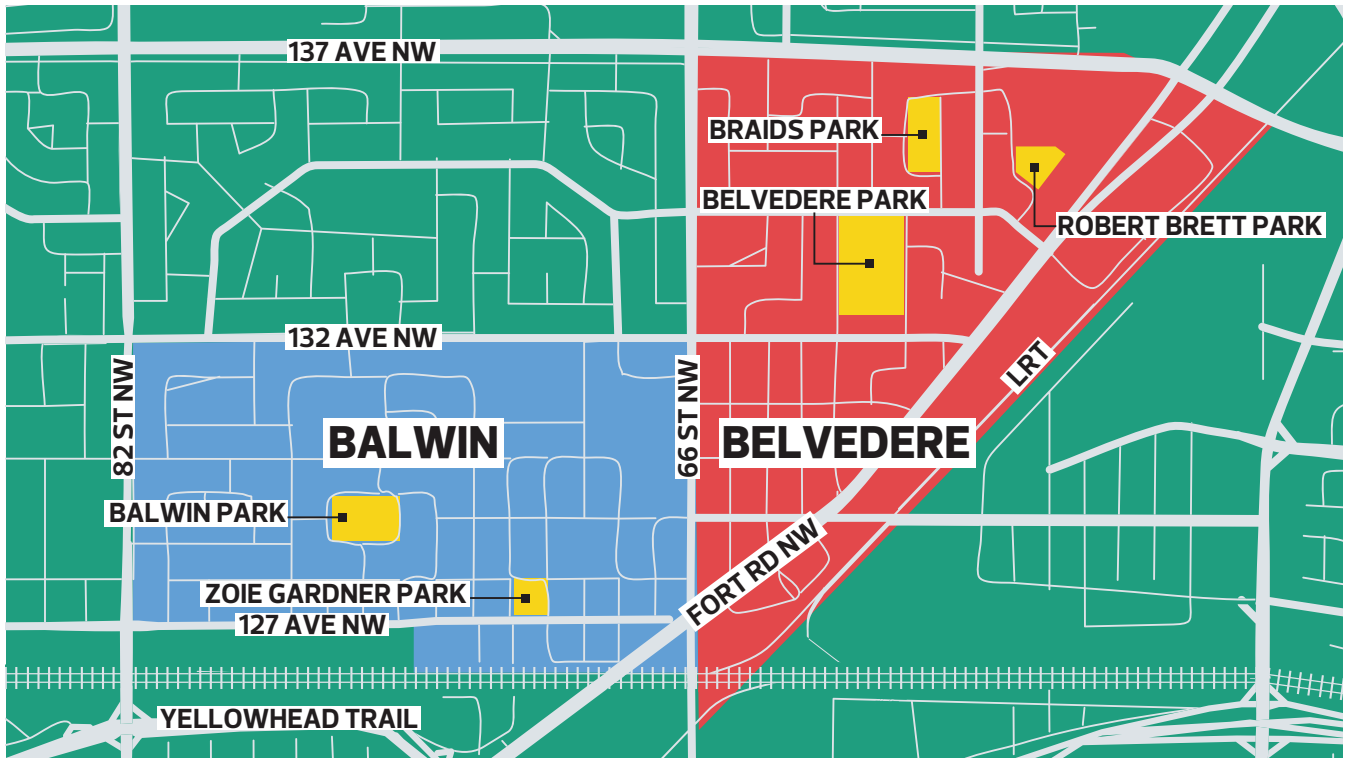 137 AVE NW
BRAIDS PARK
BELVEDERE PARK
ROBERT BRETT PARK
132 AVE NW
82 ST NW
66 ST NW
LRT
BALWIN
BELVEDERE
BALWIN PARK
FORT RD NW
ZOIE GARDNER PARK
127 AVE NW
YELLOWHEAD TRAIL